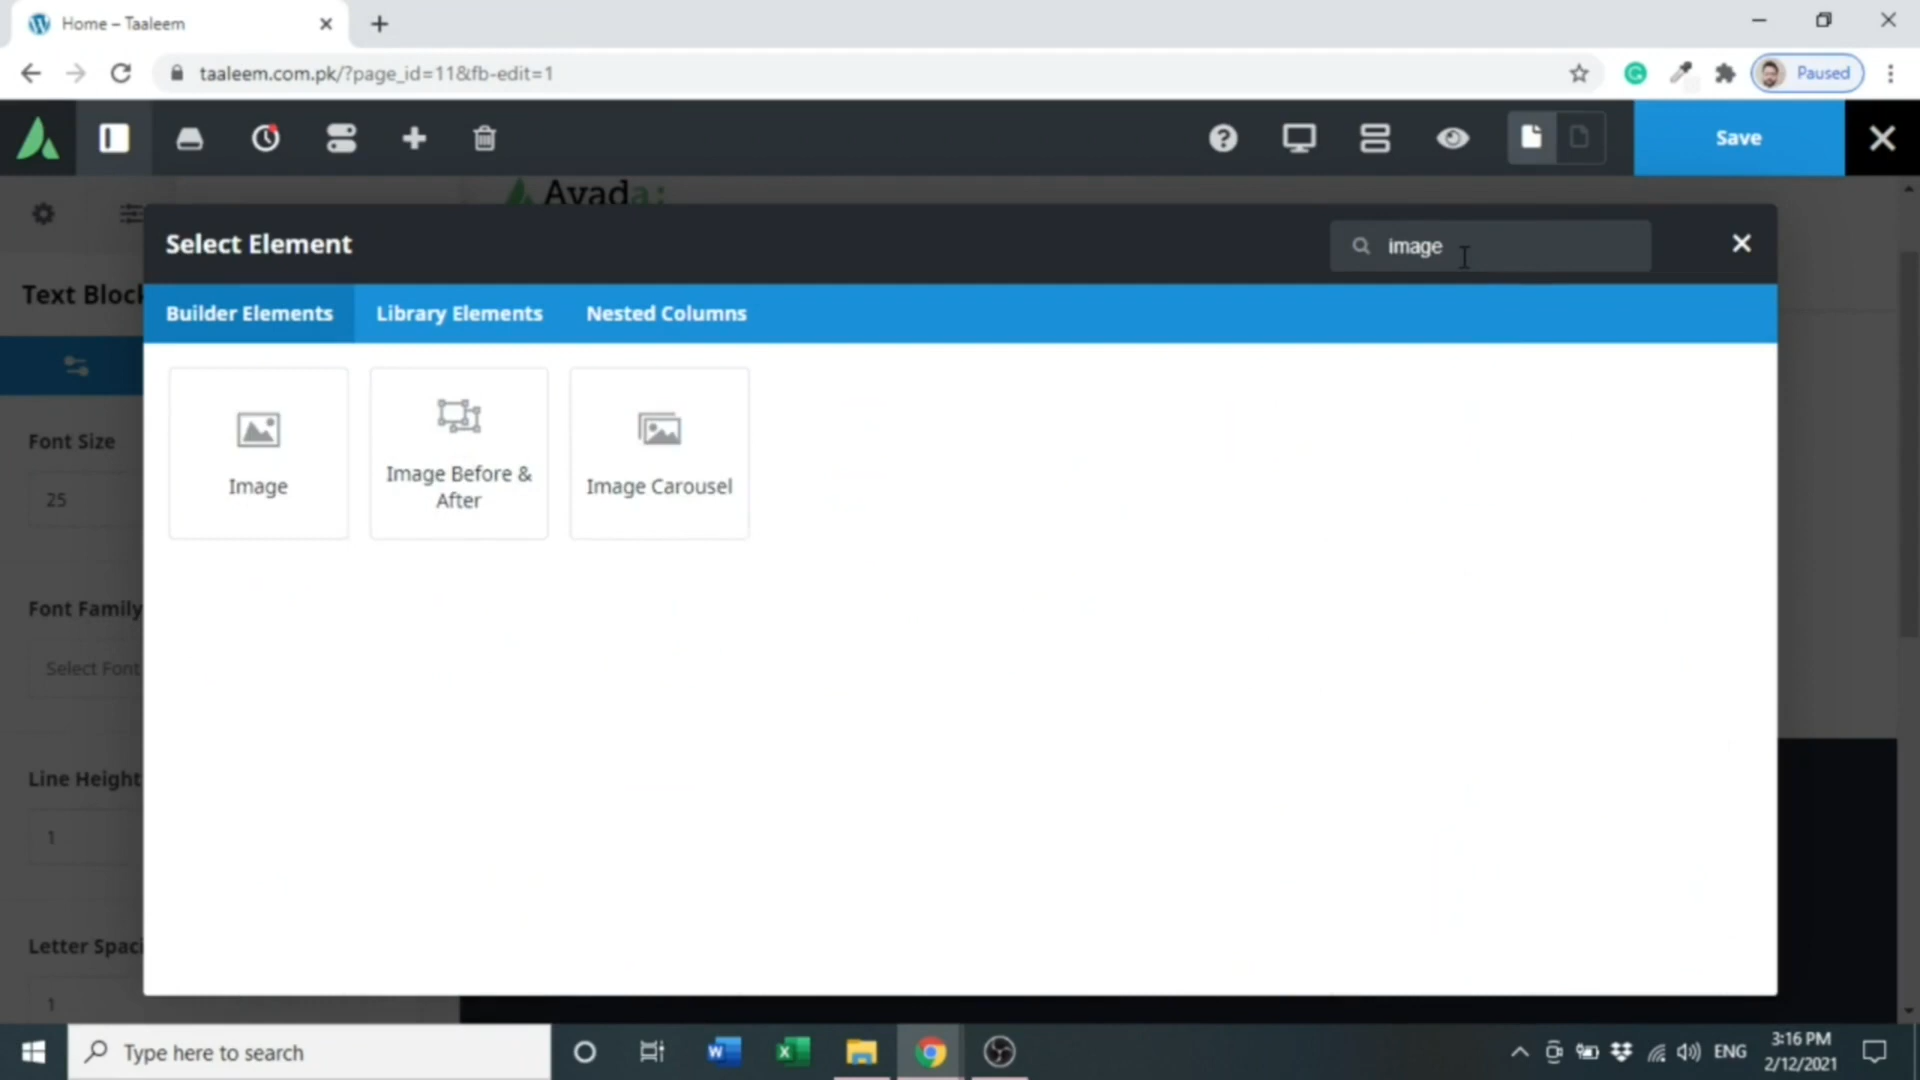 Home – Taaleem
taaleem.com.pk/?page_id=11&fb-edit=1
Paused
Save
Avada:
Select Element
image
Text Block
Builder Elements
Library Elements
Nested Columns
Image
Image Before &
After
Image Carousel
Font Size
25
Font Family
Select Font
Line Height
1
Letter Spaci
1
Type here to search
ENG
3:16 PM
2/12/2021